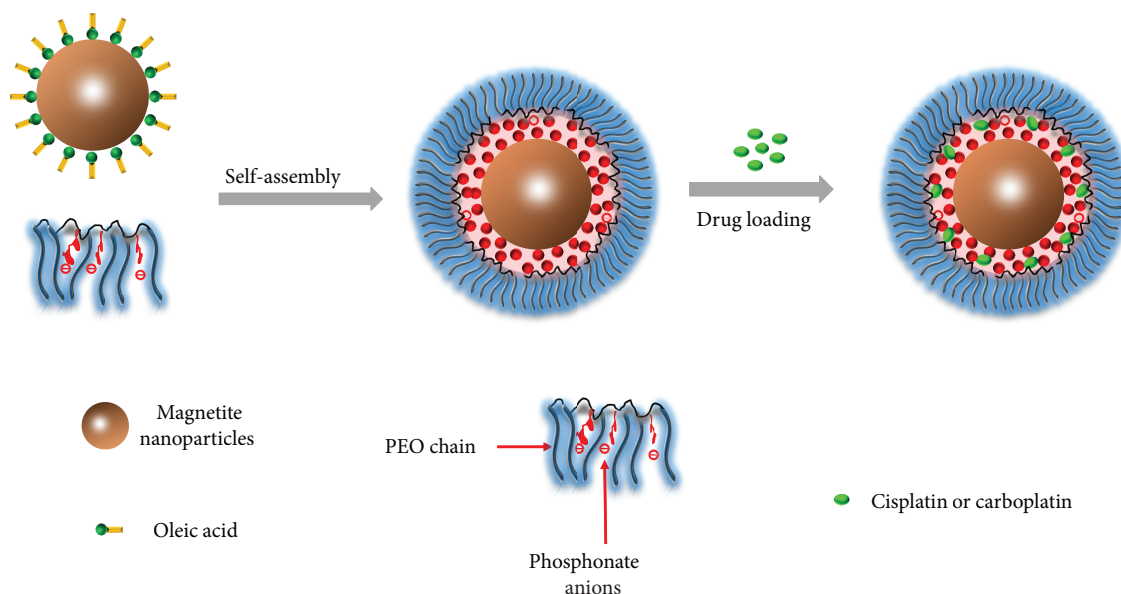 Self-assembly
Drug loading
Magnetite
nanoparticles
PEO chain
Cisplatin or carboplatin
Oleic acid
Phosphonate
anions